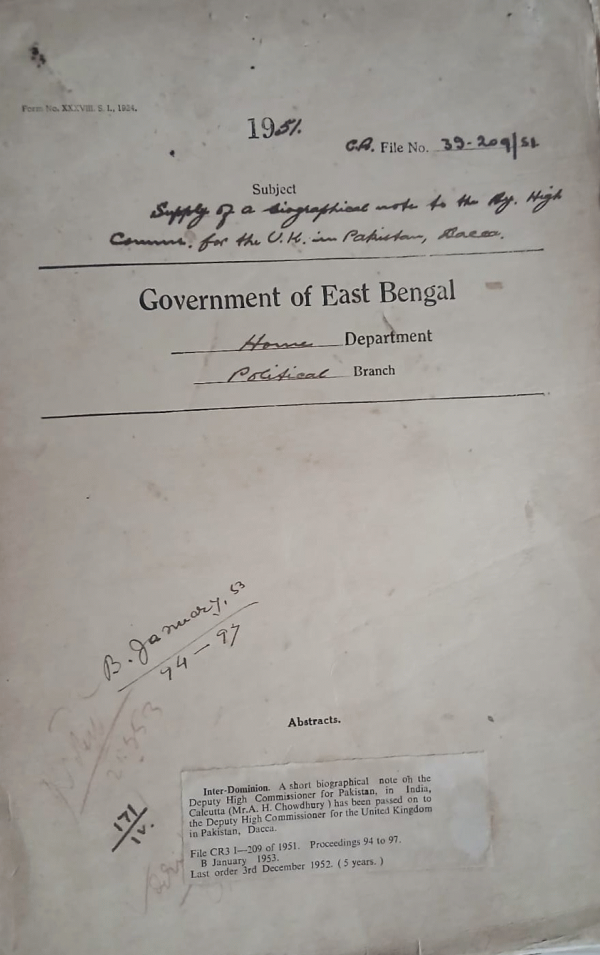 Form No. XXXVIII. S. I., 1924.
1951.
C.R. File No. 39-209/51
Subject
Supply of a biographical note to the Dy. High
Commr. for the U.K. in Pakistan, Dacca.
Government of East Bengal
Home Department
Political Branch
B. January, 53
94-97
Abstracts.
171/IV.
Inter-Dominion. A short biographical note oh the
Deputy High Commissioner for Pakistan, in India,
Calcutta (Mr.A. H. Chowdhury ) has been passed on to
the Deputy High Commissioner for the United Kingdom
in Pakistan, Dacca.
File CR3 I—209 of 1951. Proceedings 94 to 97.
B January 1953.
Last order 3rd December 1952. ( 5 years. )